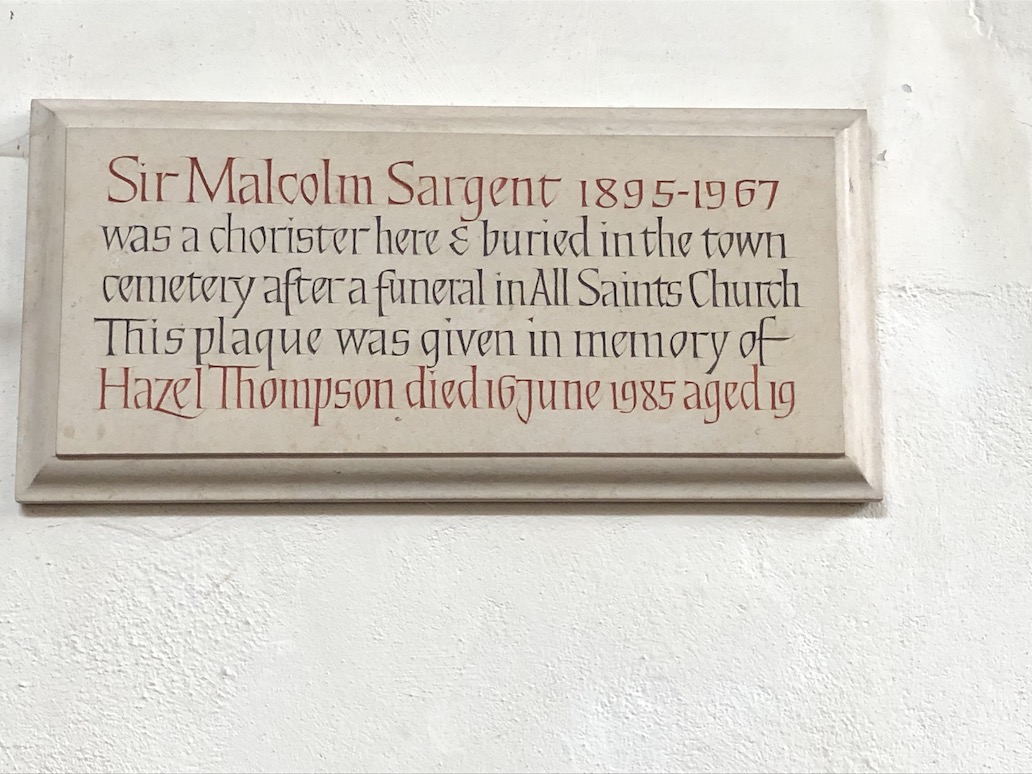 Sir Malcolm Sargent 1895-1967
was a chorister here & buried in the town
cemetery after a funeral in All Saints Church
This plaque was given in memory of
Hazel Thompson died 16 June 1985 aged 19